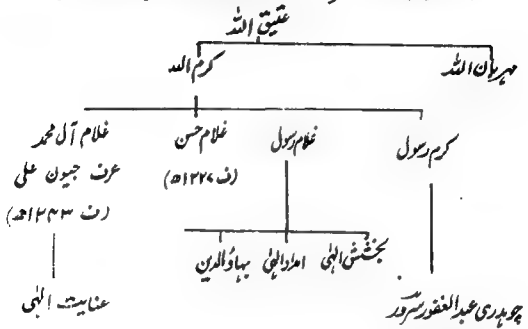 عتیق اللہ
مہربان اللہ
کرم اللہ
کرم رسول
غلام رسول
غلام حسن
(ف ۱۲۲۷ھ)
غلام آل محمد
عرف جیون علی
(ف ۱۲۴۳ھ)
بخشش الٰہی
امداد الٰہی
بہاؤالدین
چوہدری عبدالغفور سرور
عنایت الٰہی